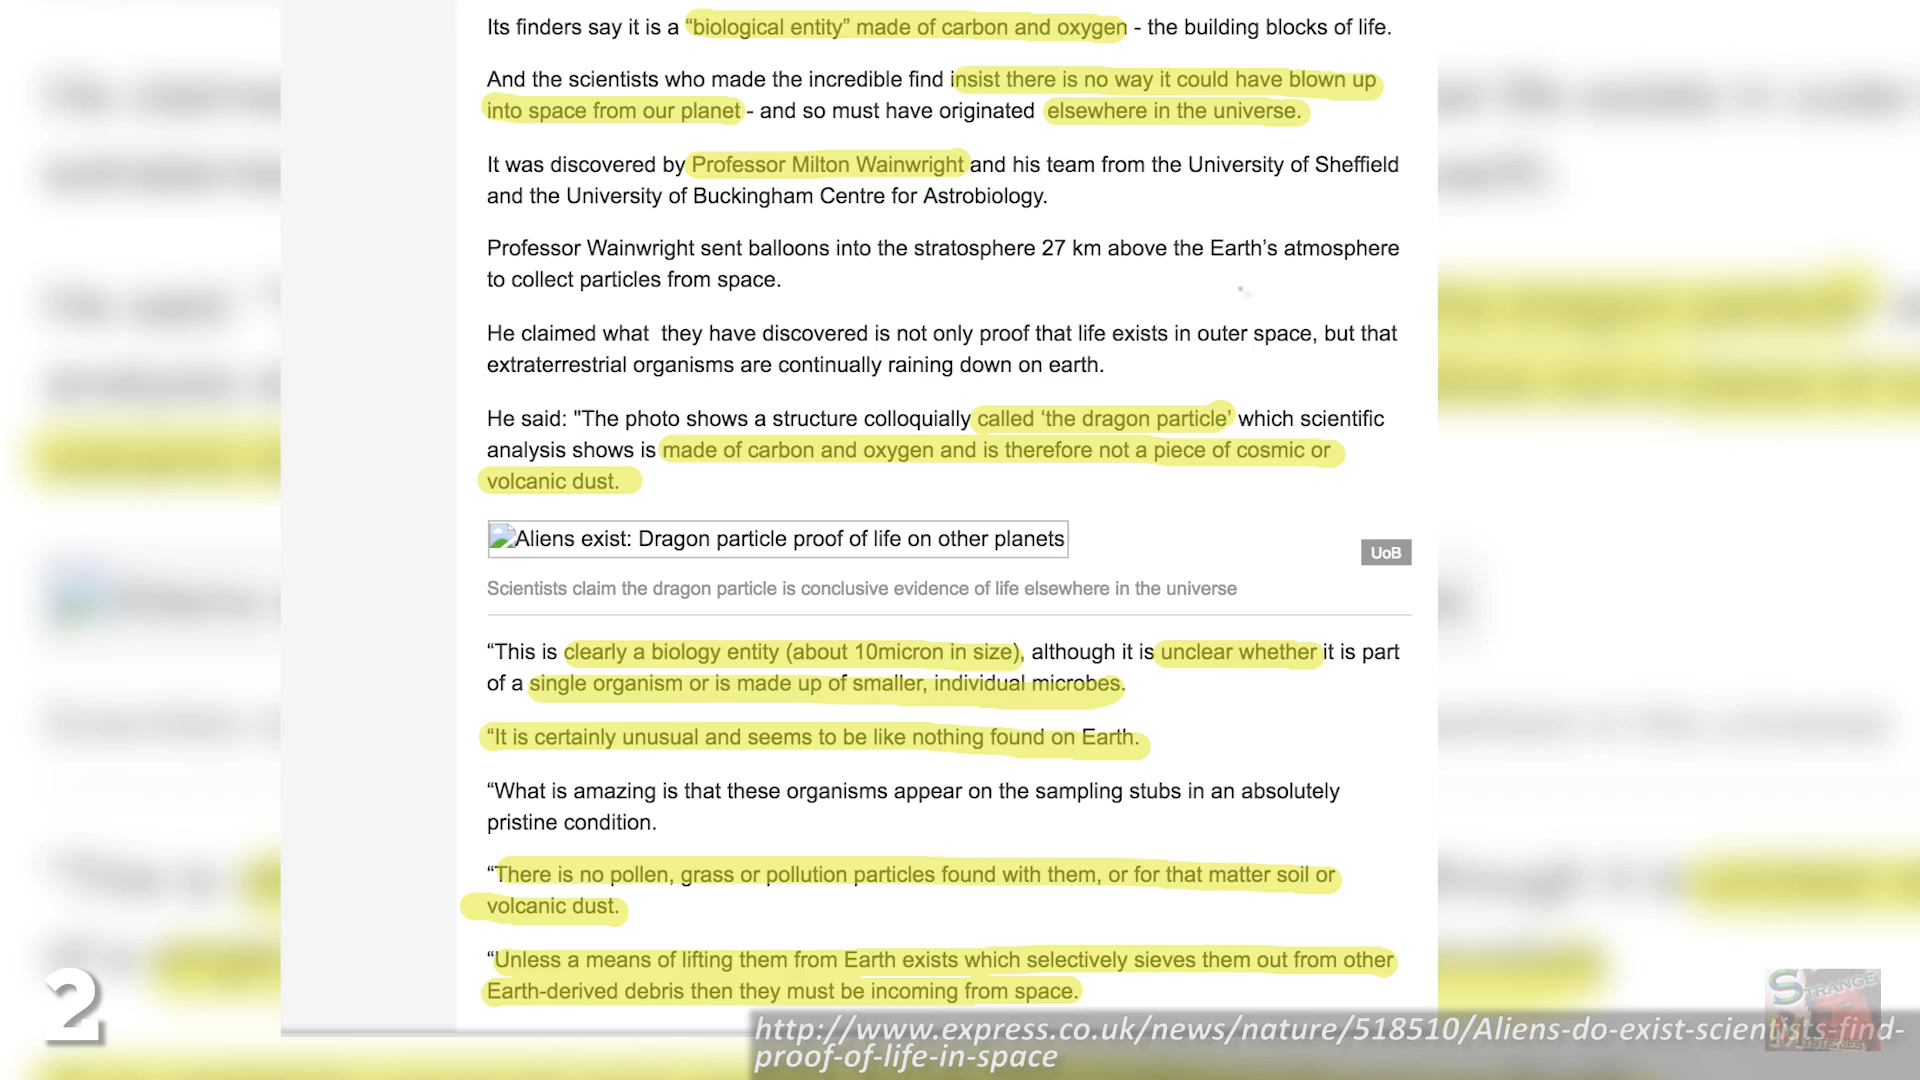 Its finders say it is a “biological entity” made of carbon and oxygen - the building blocks of life.
And the scientists who made the incredible find insist there is no way it could have blown up
into space from our planet - and so must have originated elsewhere in the universe.
It was discovered by Professor Milton Wainwright and his team from the University of Sheffield
and the University of Buckingham Centre for Astrobiology.
Professor Wainwright sent balloons into the stratosphere 27 km above the Earth’s atmosphere
to collect particles from space.
He claimed what they have discovered is not only proof that life exists in outer space, but that
extraterrestrial organisms are continually raining down on earth.
He said: "The photo shows a structure colloquially called ‘the dragon particle’ which scientific
analysis shows is made of carbon and oxygen and is therefore not a piece of cosmic or
volcanic dust.
Aliens exist: Dragon particle proof of life on other planets
UoB
Scientists claim the dragon particle is conclusive evidence of life elsewhere in the universe
“This is clearly a biology entity (about 10micron in size), although it is unclear whether it is part
of a single organism or is made up of smaller, individual microbes.
“It is certainly unusual and seems to be like nothing found on Earth.
“What is amazing is that these organisms appear on the sampling stubs in an absolutely
pristine condition.
“There is no pollen, grass or pollution particles found with them, or for that matter soil or
volcanic dust.
“Unless a means of lifting them from Earth exists which selectively sieves them out from other
Earth-derived debris then they must be incoming from space.
2
STRANGE
MYSTERIES
http://www.express.co.uk/news/nature/518510/Aliens-do-exist-scientists-find-
proof-of-life-in-space